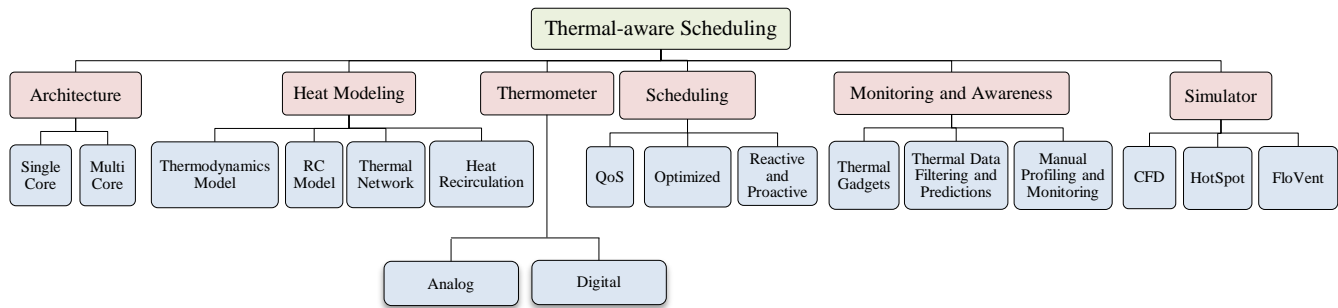 Thermal-aware Scheduling
Architecture
Heat Modeling
Thermometer
Scheduling
Monitoring and Awareness
Simulator
Single
Core
Multi
Core
Thermodynamics
Model
RC
Model
Thermal
Network
Heat
Recirculation
QoS
Optimized
Reactive
and
Proactive
Thermal
Gadgets
Thermal Data
Filtering and
Predictions
Manual
Profiling and
Monitoring
CFD
HotSpot
FloVent
Analog
Digital